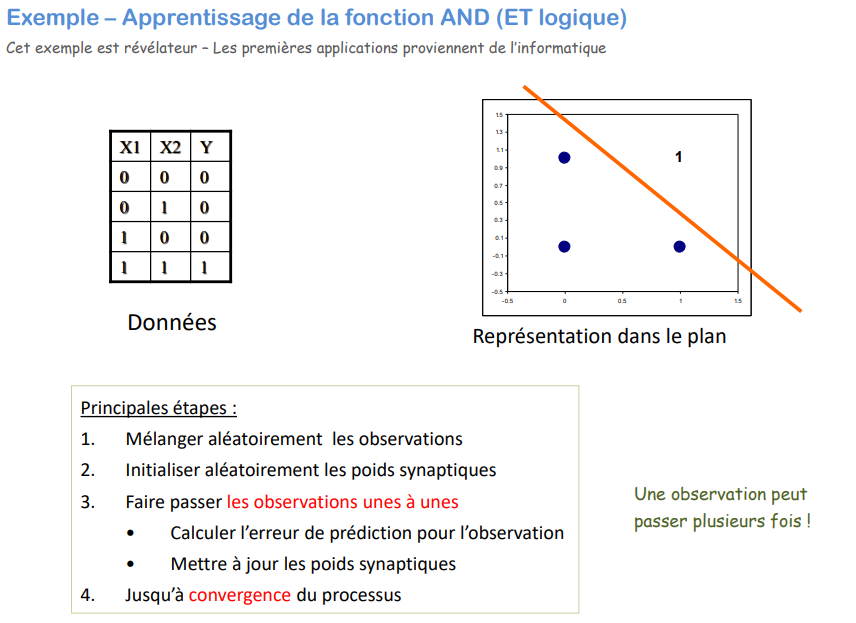 Exemple – Apprentissage de la fonction AND (ET logique)
Cet exemple est révélateur – Les premières applications proviennent de l'informatique
X1 X2 Y
0 0 0
0 1 0
1 0 0
1 1 1
Données
1.5
1.3
1.1
0.9
0.7
0.5
0.3
0.1
-0.1
-0.3
-0.5
-0.5 0 0.5 1 1.5
1
Représentation dans le plan
Principales étapes :
1. Mélanger aléatoirement les observations
2. Initialiser aléatoirement les poids synaptiques
3. Faire passer les observations unes à unes
• Calculer l'erreur de prédiction pour l'observation
• Mettre à jour les poids synaptiques
4. Jusqu'à convergence du processus
Une observation peut
passer plusieurs fois !